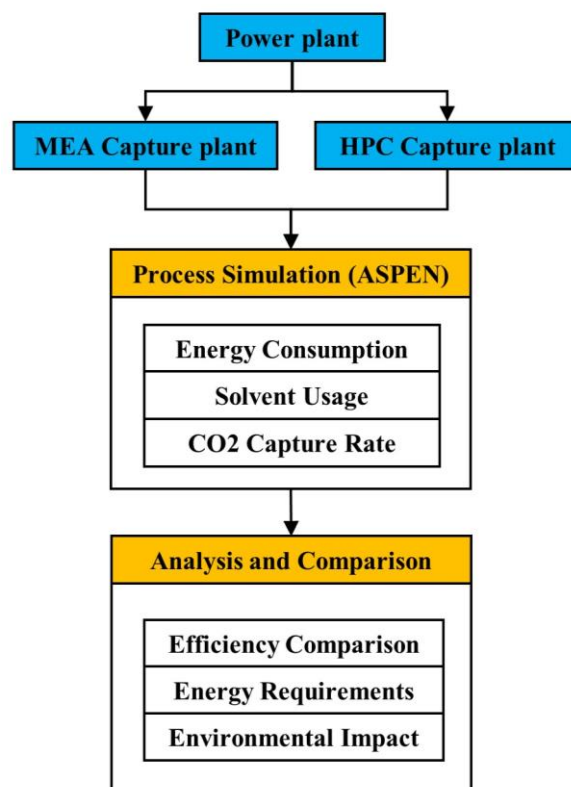 Power plant
MEA Capture plant
HPC Capture plant
Process Simulation (ASPEN)
Energy Consumption
Solvent Usage
CO2 Capture Rate
Analysis and Comparison
Efficiency Comparison
Energy Requirements
Environmental Impact